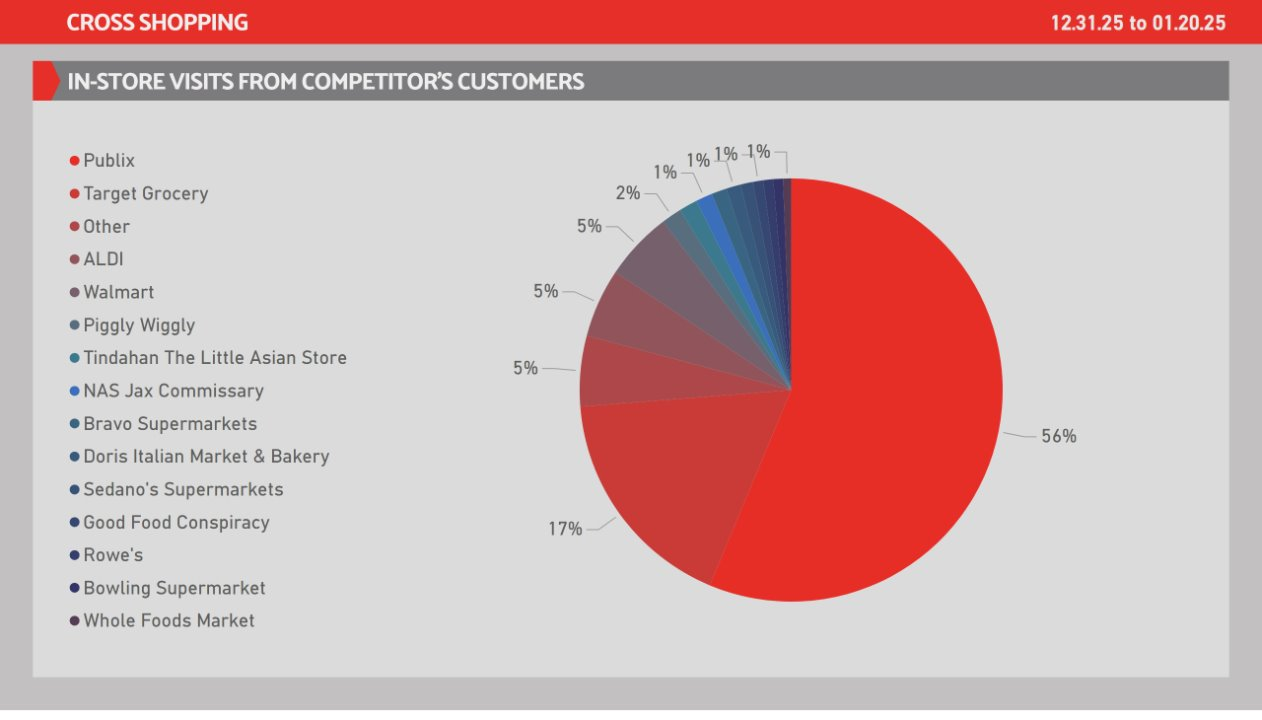 CROSS SHOPPING
12.31.25 to 01.20.25
IN-STORE VISITS FROM COMPETITOR'S CUSTOMERS
Publix
Target Grocery
Other
ALDI
Walmart
Piggly Wiggly
Tindahan The Little Asian Store
NAS Jax Commissary
Bravo Supermarkets
Doris Italian Market & Bakery
Sedano's Supermarkets
Good Food Conspiracy
Rowe's
Bowling Supermarket
Whole Foods Market
1%
1%
1%
1%
2%
5%
5%
5%
17%
56%